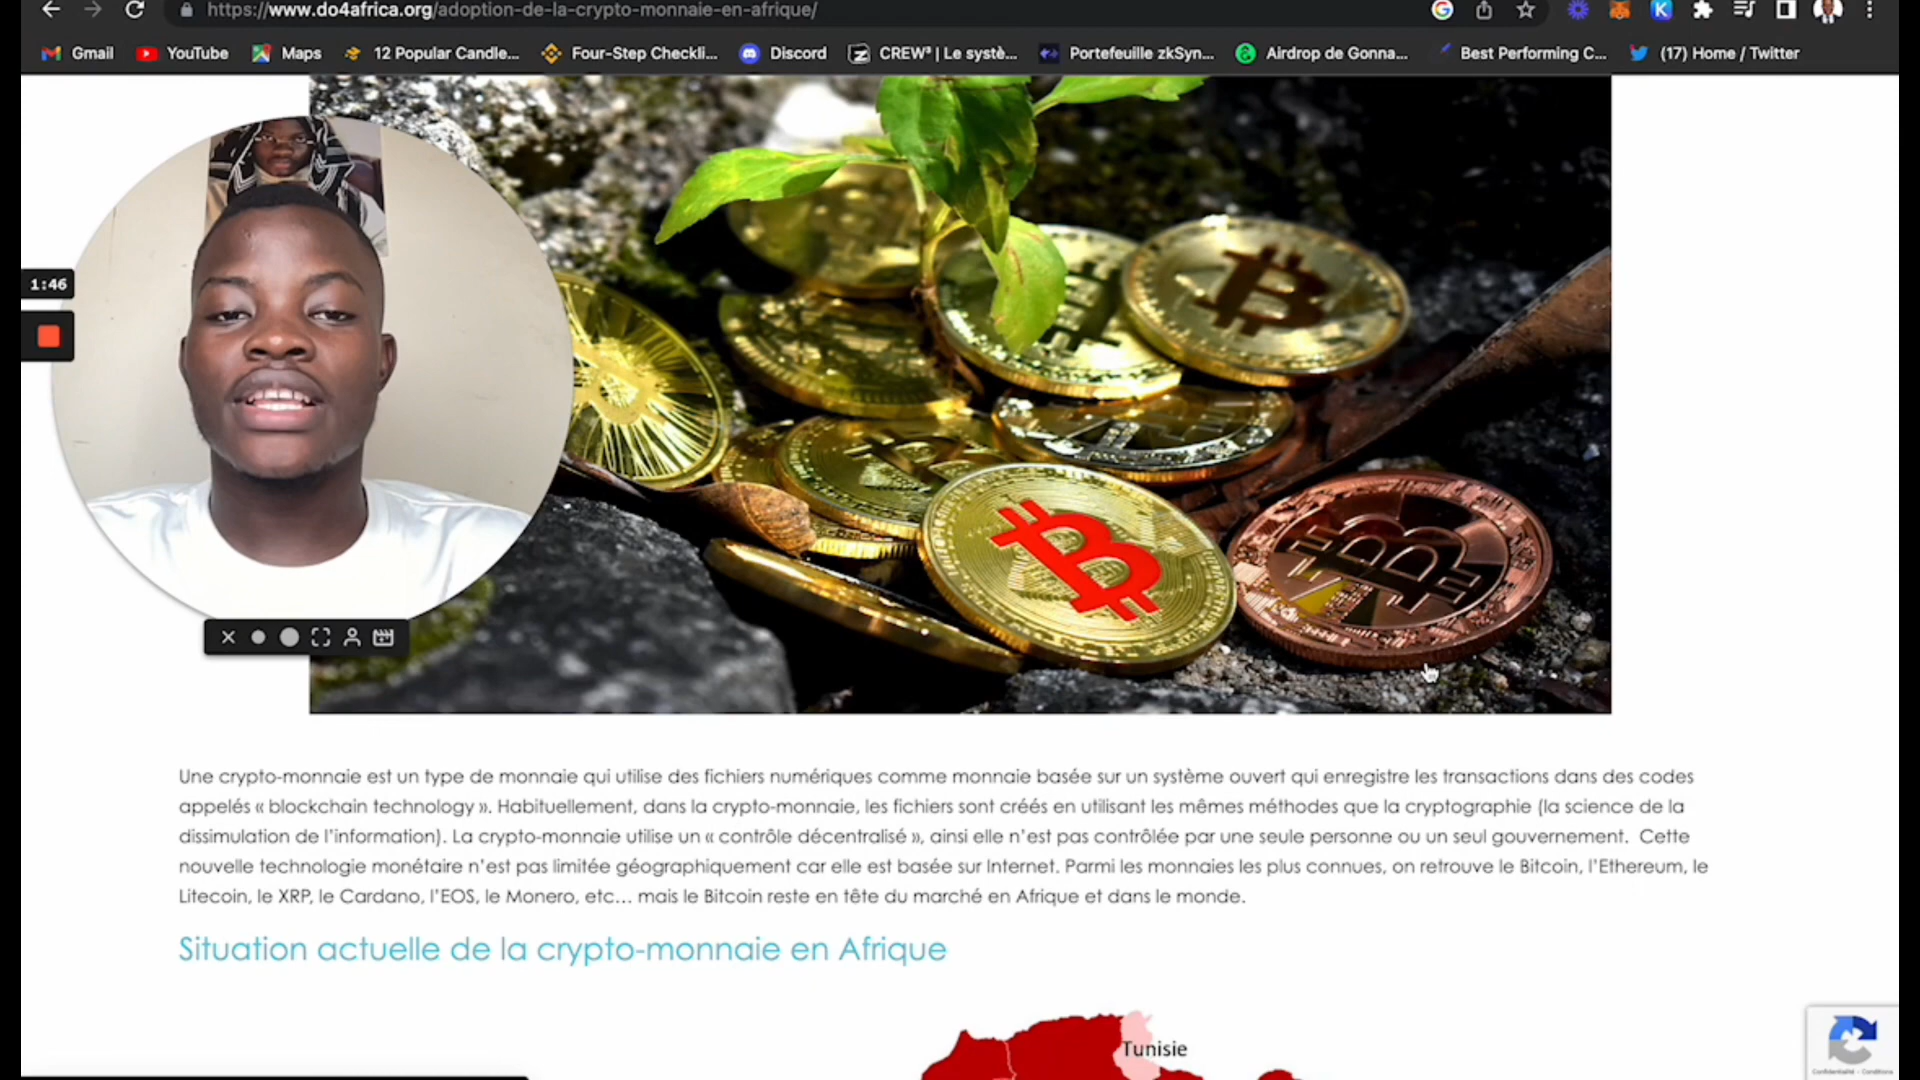 https://www.do4africa.org/adoption-de-la-crypto-monnaie-en-afrique/
Gmail YouTube Maps 12 Popular Candle... Four-Step Checkli... Discord CREW³ | Le systè... Portefeuille zkSyn... Airdrop de Gonna... Best Performing C... (17) Home / Twitter
1:46
Une crypto-monnaie est un type de monnaie qui utilise des fichiers numériques comme monnaie basée sur un système ouvert qui enregistre les transactions dans des codes
appelés « blockchain technology ». Habituellement, dans la crypto-monnaie, les fichiers sont créés en utilisant les mêmes méthodes que la cryptographie (la science de la
dissimulation de l'information). La crypto-monnaie utilise un « contrôle décentralisé », ainsi elle n'est pas contrôlée par une seule personne ou un seul gouvernement. Cette
nouvelle technologie monétaire n'est pas limitée géographiquement car elle est basée sur Internet. Parmi les monnaies les plus connues, on retrouve le Bitcoin, l'Ethereum, le
Litecoin, le XRP, le Cardano, l'EOS, le Monero, etc... mais le Bitcoin reste en tête du marché en Afrique et dans le monde.
Situation actuelle de la crypto-monnaie en Afrique
Tunisie